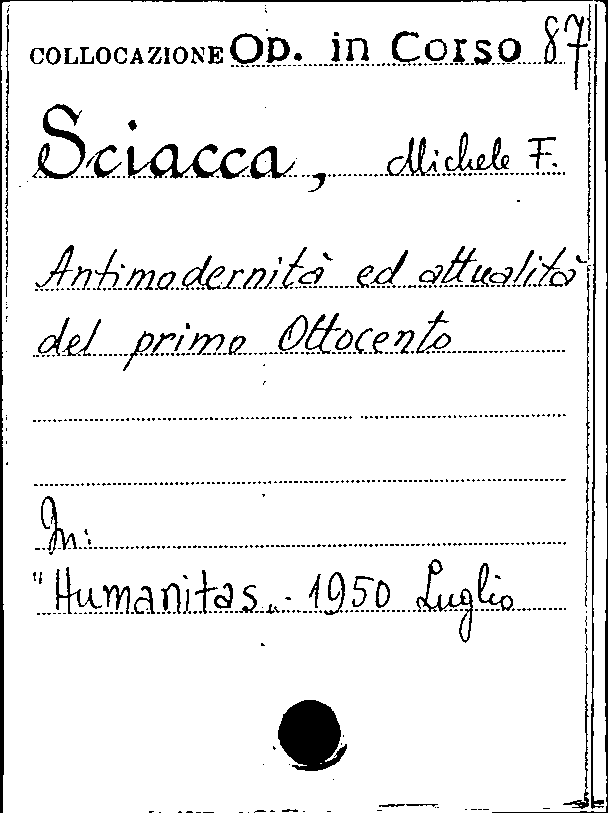 COLLOCAZIONE OP. in Corso 87
Sciacca, Michele F.
Antimodernità ed attualità
del primo Ottocento
In:
"Humanitas„ - 1950 Luglio